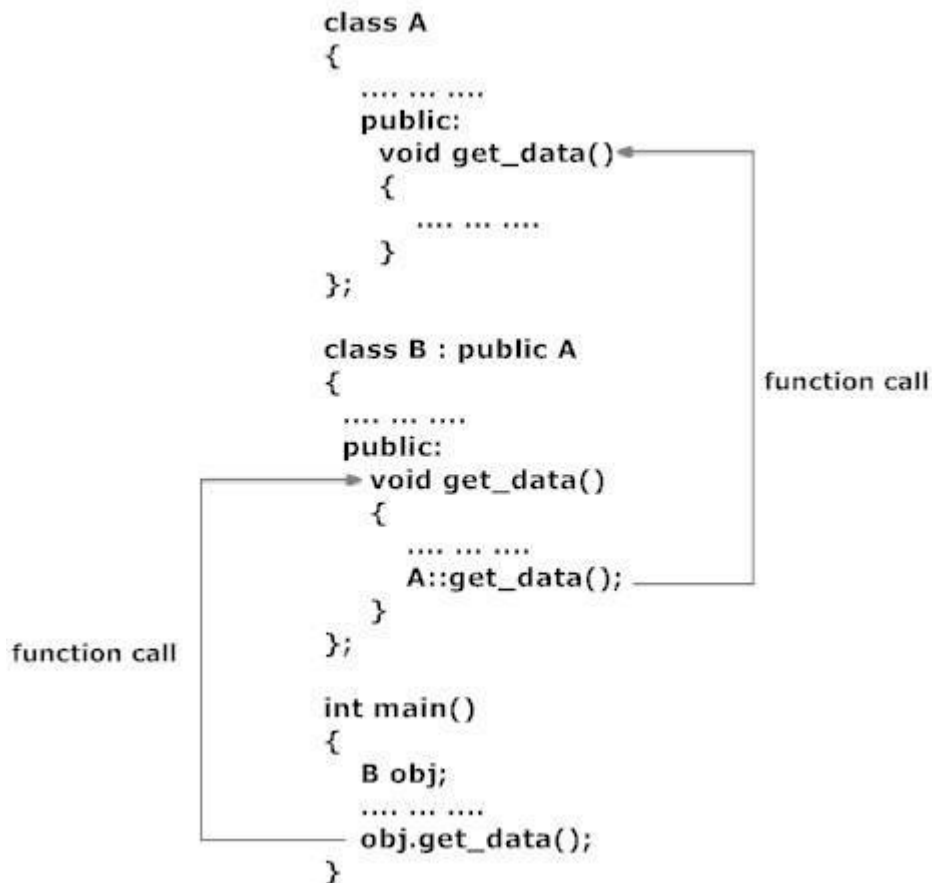 class A
{
.... ... ....
public:
void get_data()
{
.... ... ....
}
};
class B : public A
{
.... ... ....
public:
void get_data()
{
.... ... ....
A::get_data();
}
};
int main()
{
B obj;
.... ... ....
obj.get_data();
}
function call
function call